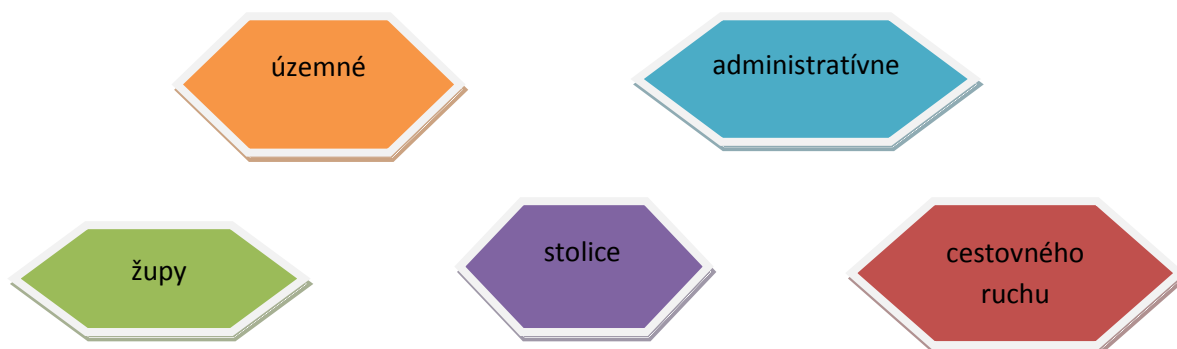 územné
administratívne
župy
stolice
cestovného
ruchu